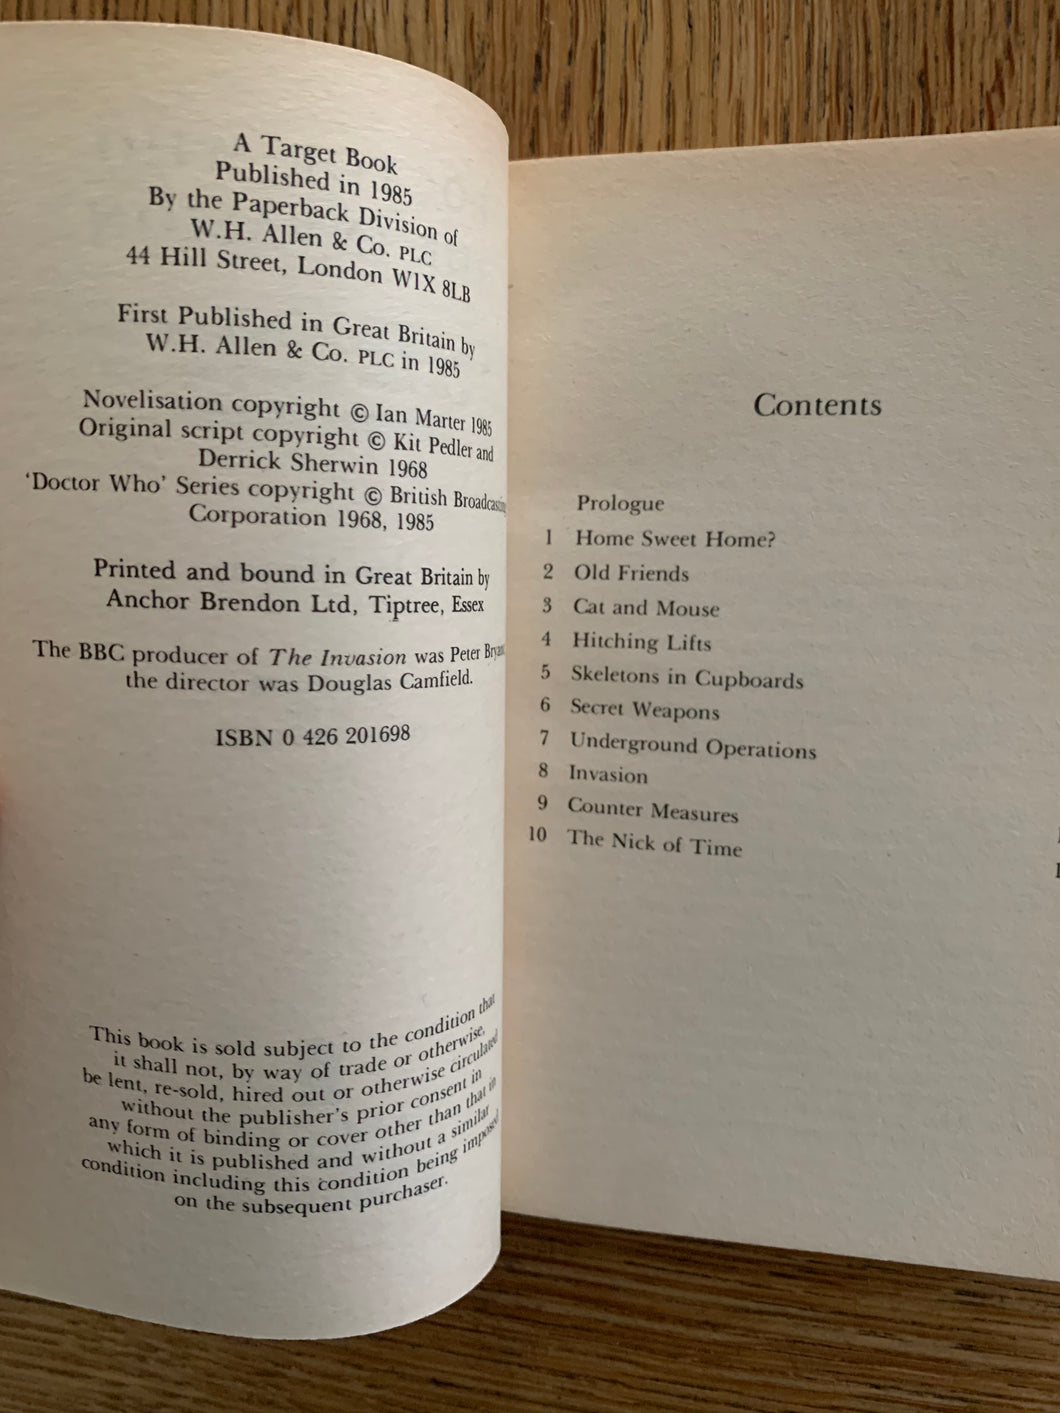 A Target Book
Published in 1985
By the Paperback Division of
W.H. Allen & Co. PLC
44 Hill Street, London W1X 8LB
First Published in Great Britain by
W.H. Allen & Co. PLC in 1985
Novelisation copyright © Ian Marter 1985
Original script copyright © Kit Pedler and
Derrick Sherwin 1968
'Doctor Who' Series copyright © British Broadcasting
Corporation 1968, 1985
Printed and bound in Great Britain by
Anchor Brendon Ltd, Tiptree, Essex
The BBC producer of The Invasion was Peter Bryant
the director was Douglas Camfield.
ISBN 0 426 201698
This book is sold subject to the condition that
it shall not, by way of trade or otherwise,
be lent, re-sold, hired out or otherwise circulated
without the publisher's prior consent in
any form of binding or cover other than that in
which it is published and without a similar
condition including this condition being imposed
on the subsequent purchaser.
Contents
Prologue
1 Home Sweet Home?
2 Old Friends
3 Cat and Mouse
4 Hitching Lifts
5 Skeletons in Cupboards
6 Secret Weapons
7 Underground Operations
8 Invasion
9 Counter Measures
10 The Nick of Time